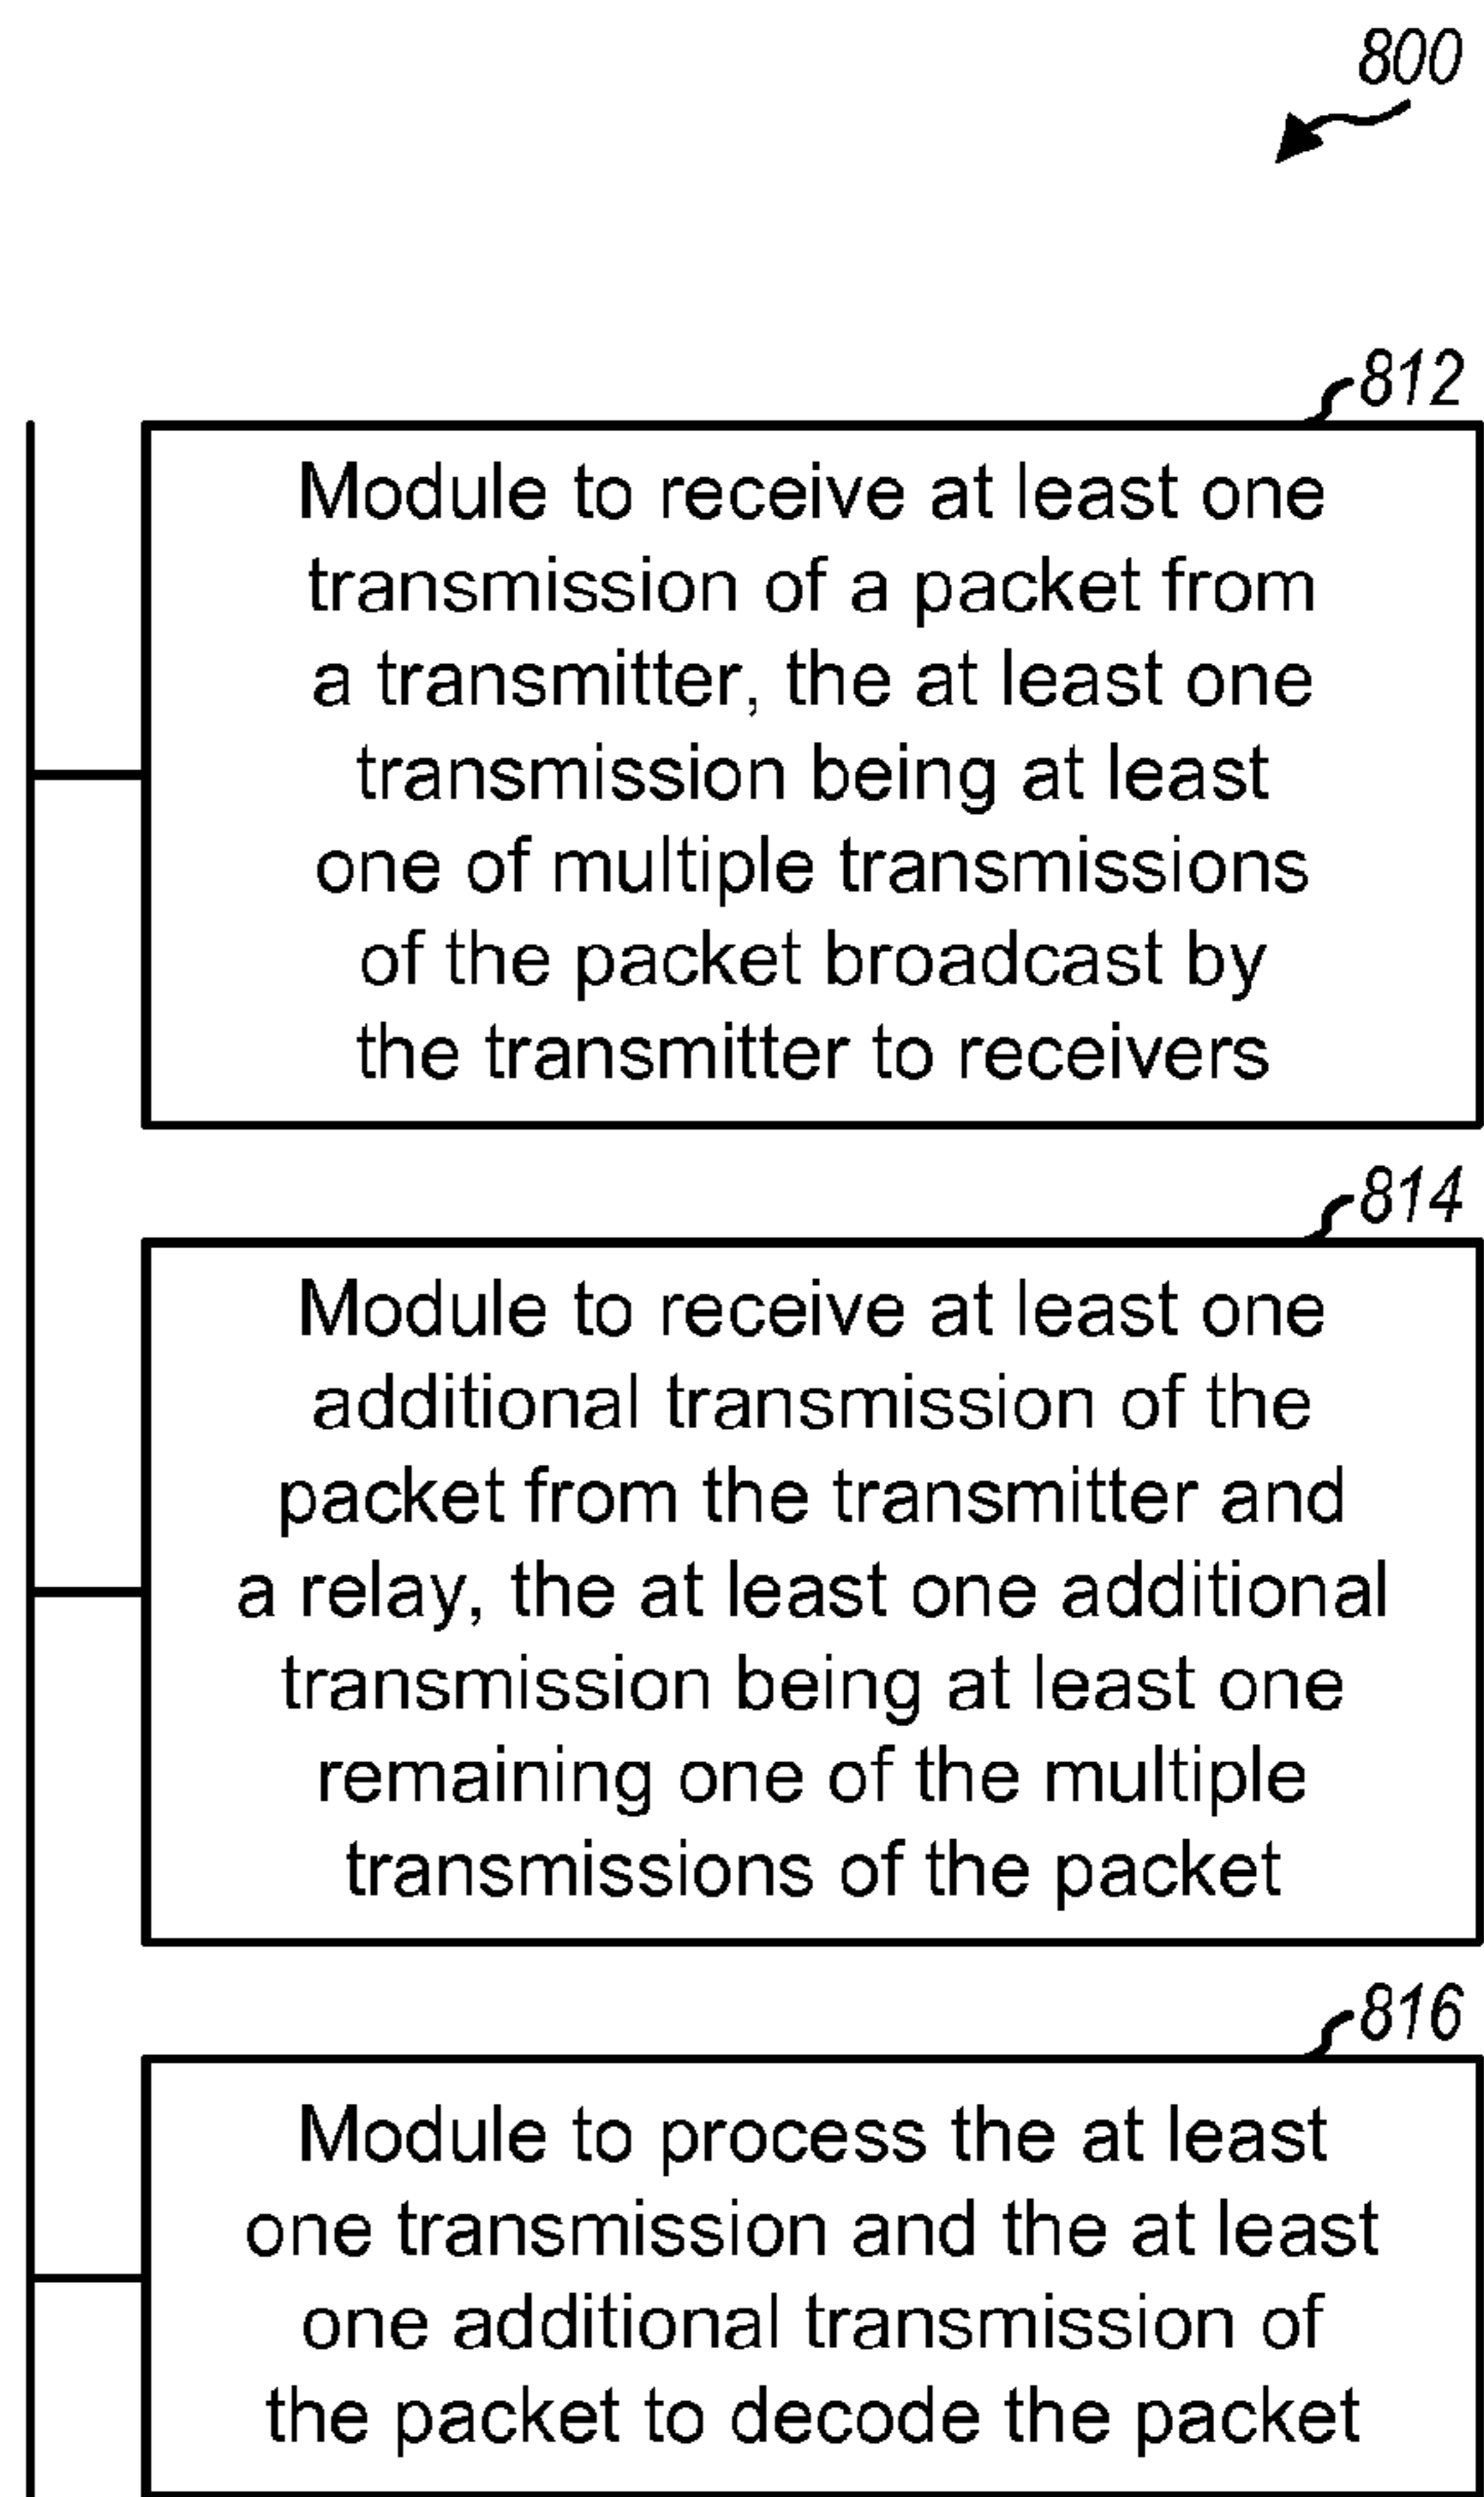 800
812
Module to receive at least one
transmission of a packet from
a transmitter, the at least one
transmission being at least
one of multiple transmissions
of the packet broadcast by
the transmitter to receivers
814
Module to receive at least one
additional transmission of the
packet from the transmitter and
a relay, the at least one additional
transmission being at least one
remaining one of the multiple
transmissions of the packet
816
Module to process the at least
one transmission and the at least
one additional transmission of
the packet to decode the packet